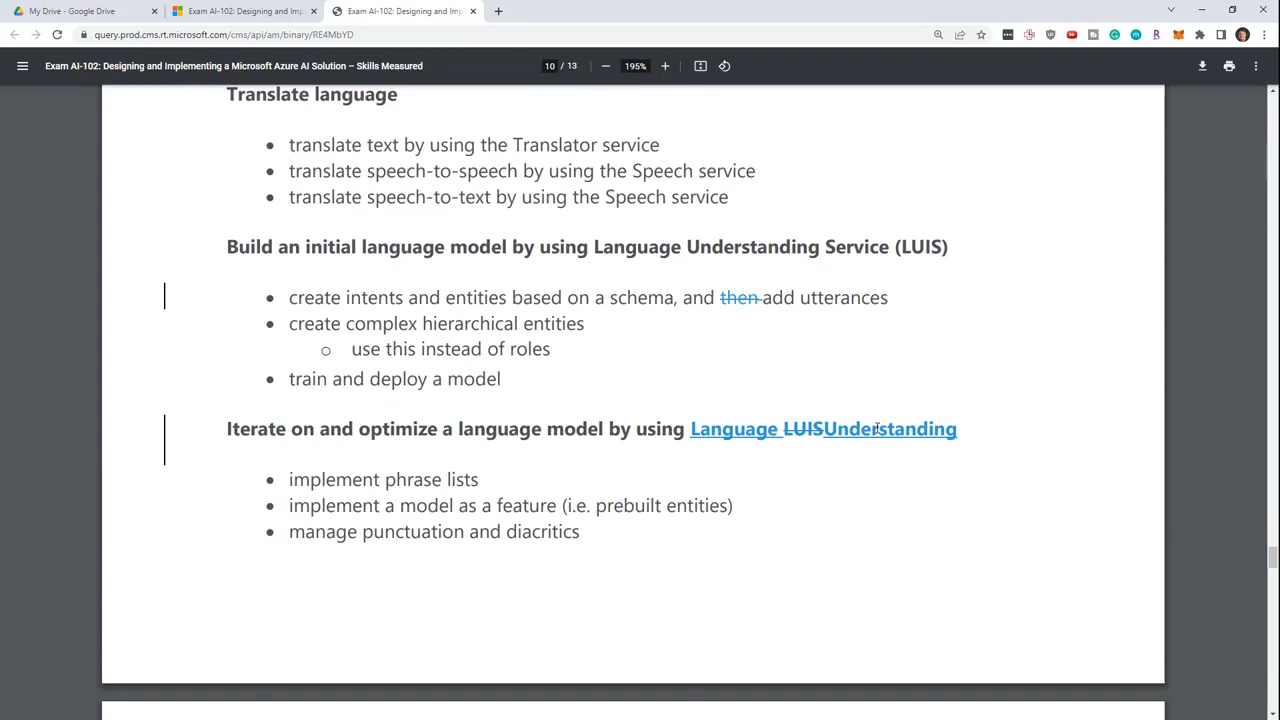 My Drive - Google Drive
Exam AI-102: Designing and Imp
Exam AI-102: Designing and Imp
query.prod.cms.rt.microsoft.com/cms/api/am/binary/RE4MbYD
Exam AI-102: Designing and Implementing a Microsoft Azure AI Solution – Skills Measured
10 / 13
195%
Translate language
• translate text by using the Translator service
• translate speech-to-speech by using the Speech service
• translate speech-to-text by using the Speech service
Build an initial language model by using Language Understanding Service (LUIS)
• create intents and entities based on a schema, and then add utterances
• create complex hierarchical entities
o use this instead of roles
• train and deploy a model
Iterate on and optimize a language model by using Language LUISUnderstanding
• implement phrase lists
• implement a model as a feature (i.e. prebuilt entities)
• manage punctuation and diacritics